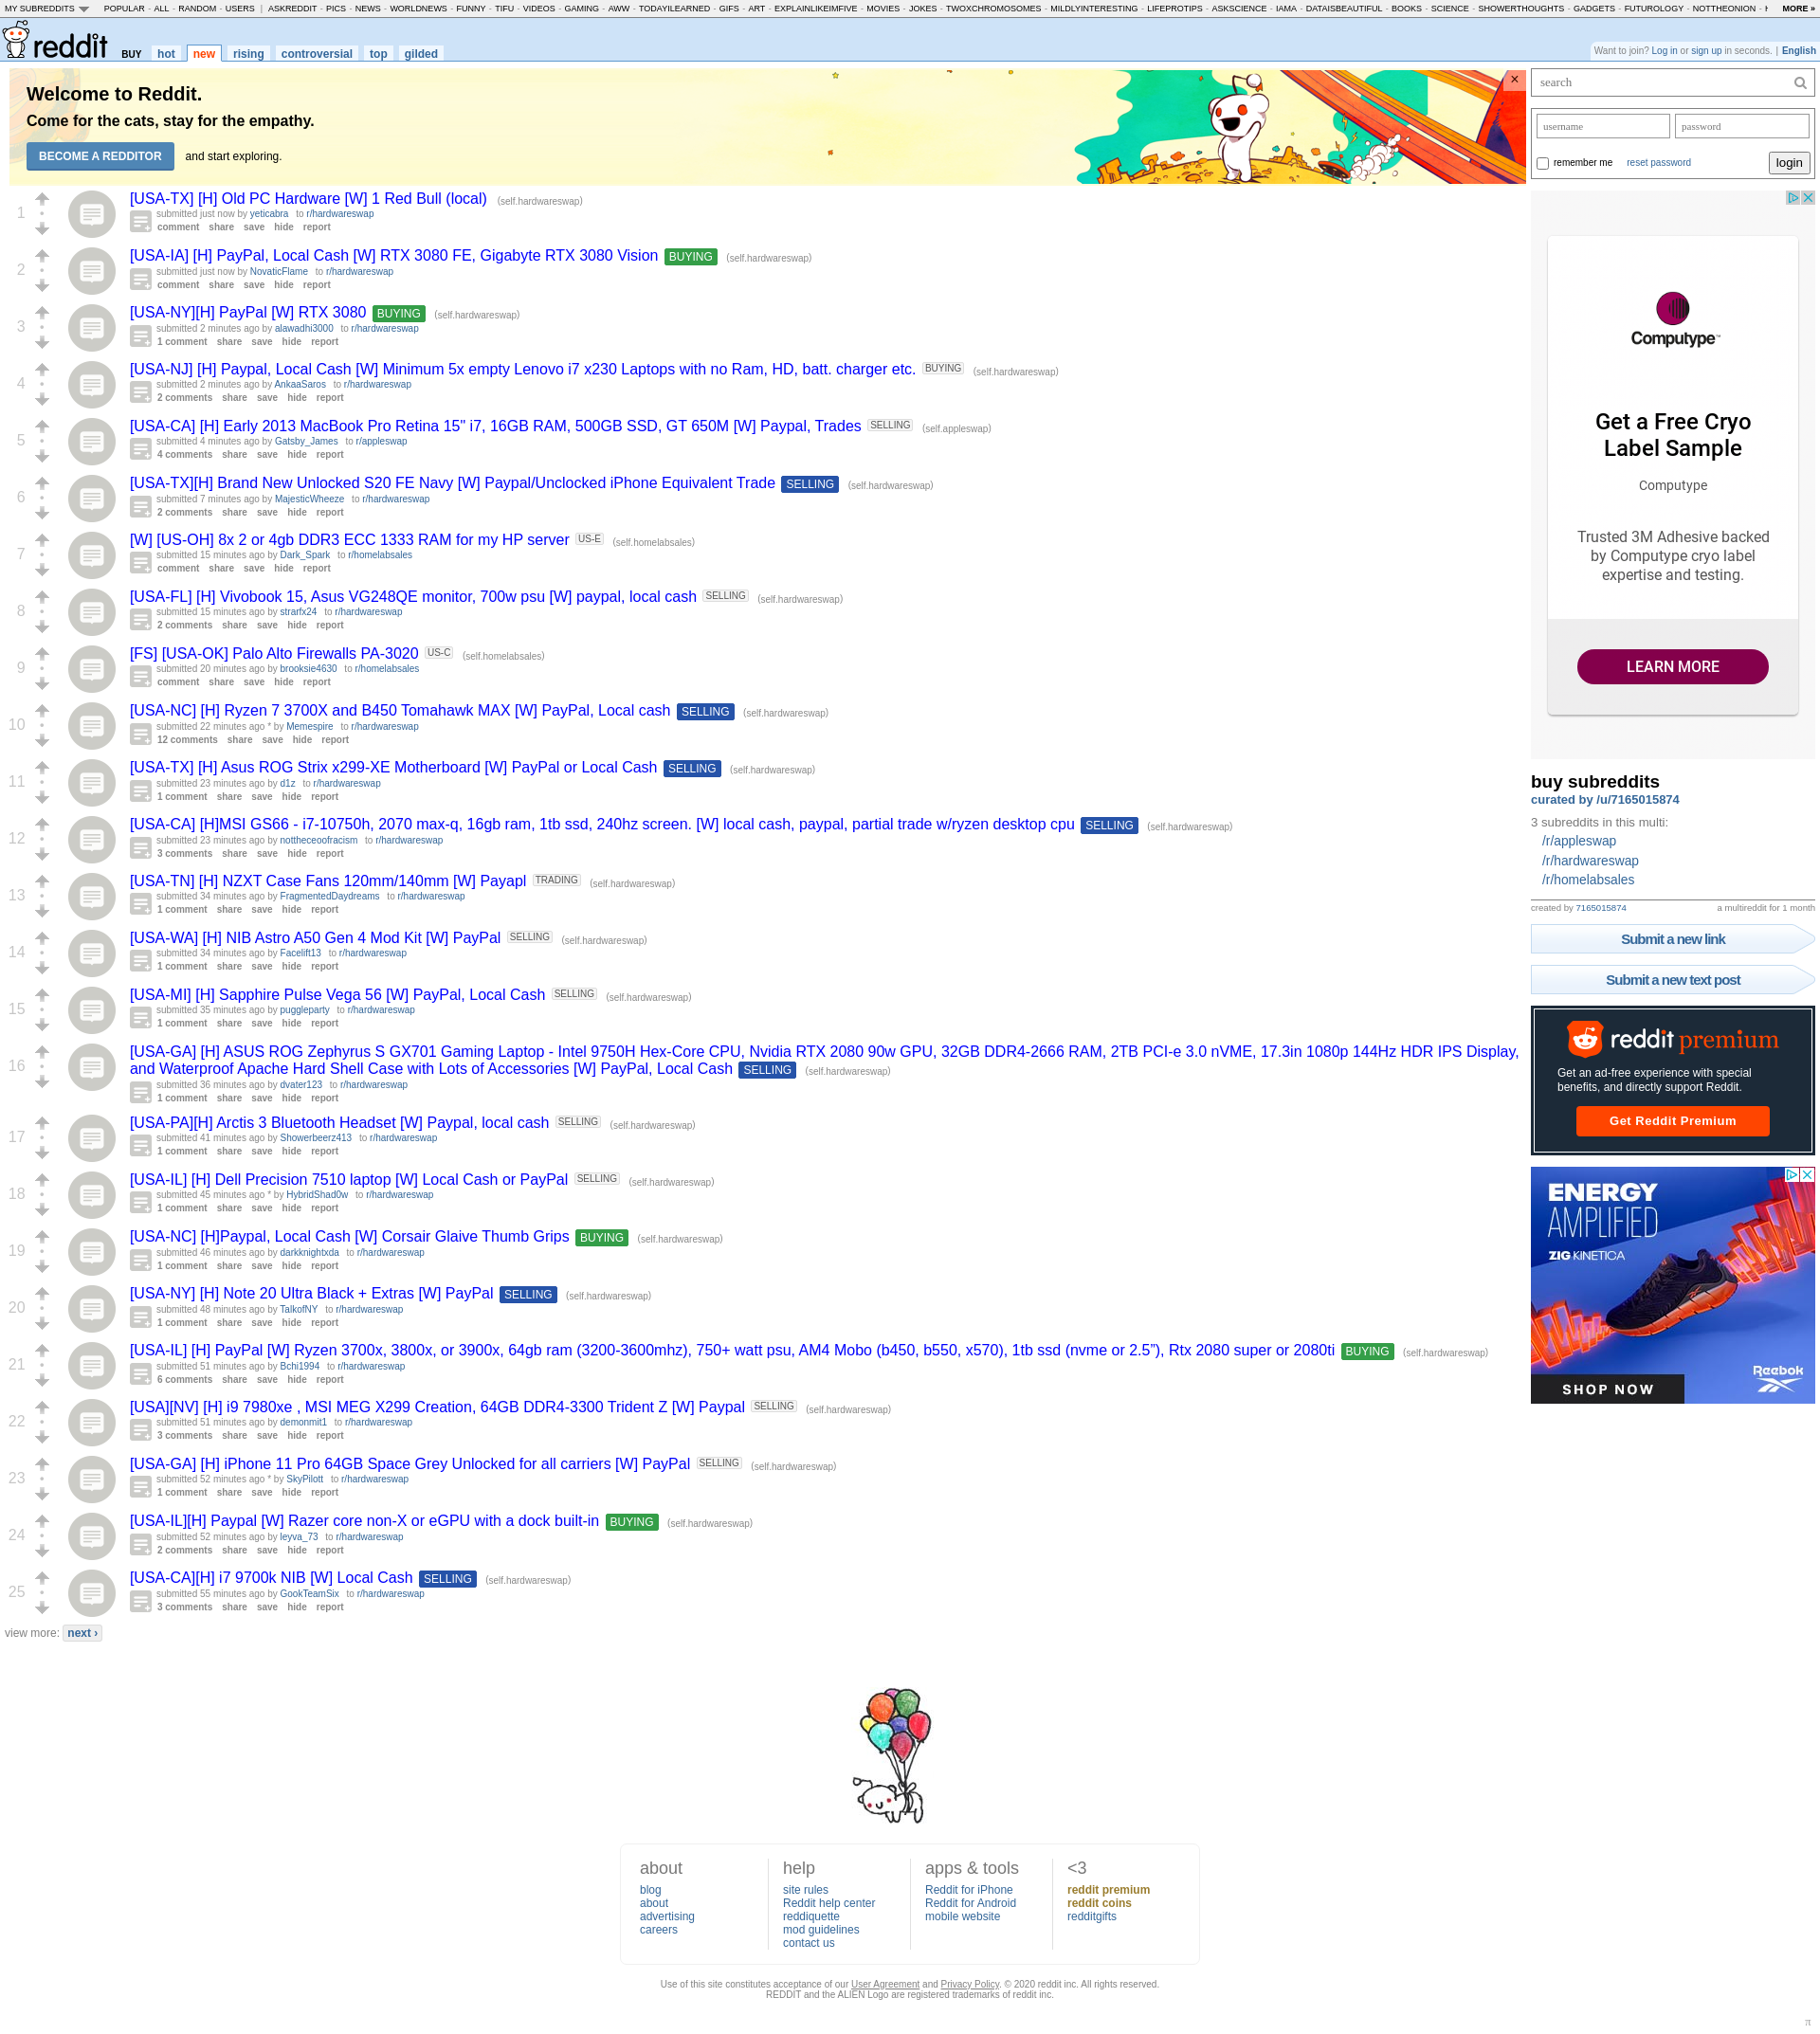 MY SUBREDDITS POPULAR - ALL - RANDOM - USERS | ASKREDDIT - PICS - NEWS - WORLDNEWS - FUNNY - TIFU - VIDEOS - GAMING - AWW - TODAYILEARNED - GIFS - ART - EXPLAINLIKEIMFIVE - MOVIES - JOKES - TWOXCHROMOSOMES - MILDLYINTERESTING - LIFEPROTIPS - ASKSCIENCE - IAMA - DATAISBEAUTIFUL - BOOKS - SCIENCE - SHOWERTHOUGHTS - GADGETS - FUTUROLOGY - NOTTHEONION - MORE »
reddit BUY hot new rising controversial top gilded
Want to join? Log in or sign up in seconds. | English
Welcome to Reddit.
Come for the cats, stay for the empathy.
BECOME A REDDITOR and start exploring.
×
1
[USA-TX] [H] Old PC Hardware [W] 1 Red Bull (local) (self.hardwareswap)
submitted just now by yeticabra to r/hardwareswap
comment share save hide report
2
[USA-IA] [H] PayPal, Local Cash [W] RTX 3080 FE, Gigabyte RTX 3080 Vision BUYING (self.hardwareswap)
submitted just now by NovaticFlame to r/hardwareswap
comment share save hide report
3
[USA-NY][H] PayPal [W] RTX 3080 BUYING (self.hardwareswap)
submitted 2 minutes ago by alawadhi3000 to r/hardwareswap
1 comment share save hide report
4
[USA-NJ] [H] Paypal, Local Cash [W] Minimum 5x empty Lenovo i7 x230 Laptops with no Ram, HD, batt. charger etc. BUYING (self.hardwareswap)
submitted 2 minutes ago by AnkaaSaros to r/hardwareswap
2 comments share save hide report
5
[USA-CA] [H] Early 2013 MacBook Pro Retina 15" i7, 16GB RAM, 500GB SSD, GT 650M [W] Paypal, Trades SELLING (self.appleswap)
submitted 4 minutes ago by Gatsby_James to r/appleswap
4 comments share save hide report
6
[USA-TX][H] Brand New Unlocked S20 FE Navy [W] Paypal/Unclocked iPhone Equivalent Trade SELLING (self.hardwareswap)
submitted 7 minutes ago by MajesticWheeze to r/hardwareswap
2 comments share save hide report
7
[W] [US-OH] 8x 2 or 4gb DDR3 ECC 1333 RAM for my HP server US-E (self.homelabsales)
submitted 15 minutes ago by Dark_Spark to r/homelabsales
comment share save hide report
8
[USA-FL] [H] Vivobook 15, Asus VG248QE monitor, 700w psu [W] paypal, local cash SELLING (self.hardwareswap)
submitted 15 minutes ago by strarfx24 to r/hardwareswap
2 comments share save hide report
9
[FS] [USA-OK] Palo Alto Firewalls PA-3020 US-C (self.homelabsales)
submitted 20 minutes ago by brooksie4630 to r/homelabsales
comment share save hide report
10
[USA-NC] [H] Ryzen 7 3700X and B450 Tomahawk MAX [W] PayPal, Local cash SELLING (self.hardwareswap)
submitted 22 minutes ago * by Memespire to r/hardwareswap
12 comments share save hide report
11
[USA-TX] [H] Asus ROG Strix x299-XE Motherboard [W] PayPal or Local Cash SELLING (self.hardwareswap)
submitted 23 minutes ago by d1z to r/hardwareswap
1 comment share save hide report
12
[USA-CA] [H]MSI GS66 - i7-10750h, 2070 max-q, 16gb ram, 1tb ssd, 240hz screen. [W] local cash, paypal, partial trade w/ryzen desktop cpu SELLING (self.hardwareswap)
submitted 23 minutes ago by nottheceoofracism to r/hardwareswap
3 comments share save hide report
13
[USA-TN] [H] NZXT Case Fans 120mm/140mm [W] Payapl TRADING (self.hardwareswap)
submitted 34 minutes ago by FragmentedDaydreams to r/hardwareswap
1 comment share save hide report
14
[USA-WA] [H] NIB Astro A50 Gen 4 Mod Kit [W] PayPal SELLING (self.hardwareswap)
submitted 34 minutes ago by Facelift13 to r/hardwareswap
1 comment share save hide report
15
[USA-MI] [H] Sapphire Pulse Vega 56 [W] PayPal, Local Cash SELLING (self.hardwareswap)
submitted 35 minutes ago by puggleparty to r/hardwareswap
1 comment share save hide report
16
[USA-GA] [H] ASUS ROG Zephyrus S GX701 Gaming Laptop - Intel 9750H Hex-Core CPU, Nvidia RTX 2080 90w GPU, 32GB DDR4-2666 RAM, 2TB PCI-e 3.0 nVME, 17.3in 1080p 144Hz HDR IPS Display,
and Waterproof Apache Hard Shell Case with Lots of Accessories [W] PayPal, Local Cash SELLING (self.hardwareswap)
submitted 36 minutes ago by dvater123 to r/hardwareswap
1 comment share save hide report
17
[USA-PA][H] Arctis 3 Bluetooth Headset [W] Paypal, local cash SELLING (self.hardwareswap)
submitted 41 minutes ago by Showerbeerz413 to r/hardwareswap
1 comment share save hide report
18
[USA-IL] [H] Dell Precision 7510 laptop [W] Local Cash or PayPal SELLING (self.hardwareswap)
submitted 45 minutes ago * by HybridShad0w to r/hardwareswap
1 comment share save hide report
19
[USA-NC] [H]Paypal, Local Cash [W] Corsair Glaive Thumb Grips BUYING (self.hardwareswap)
submitted 46 minutes ago by darkknightxda to r/hardwareswap
1 comment share save hide report
20
[USA-NY] [H] Note 20 Ultra Black + Extras [W] PayPal SELLING (self.hardwareswap)
submitted 48 minutes ago by TalkofNY to r/hardwareswap
1 comment share save hide report
21
[USA-IL] [H] PayPal [W] Ryzen 3700x, 3800x, or 3900x, 64gb ram (3200-3600mhz), 750+ watt psu, AM4 Mobo (b450, b550, x570), 1tb ssd (nvme or 2.5”), Rtx 2080 super or 2080ti BUYING (self.hardwareswap)
submitted 51 minutes ago by Bchi1994 to r/hardwareswap
6 comments share save hide report
22
[USA][NV] [H] i9 7980xe , MSI MEG X299 Creation, 64GB DDR4-3300 Trident Z [W] Paypal SELLING (self.hardwareswap)
submitted 51 minutes ago by demonmit1 to r/hardwareswap
3 comments share save hide report
23
[USA-GA] [H] iPhone 11 Pro 64GB Space Grey Unlocked for all carriers [W] PayPal SELLING (self.hardwareswap)
submitted 52 minutes ago * by SkyPilott to r/hardwareswap
1 comment share save hide report
24
[USA-IL][H] Paypal [W] Razer core non-X or eGPU with a dock built-in BUYING (self.hardwareswap)
submitted 52 minutes ago by leyva_73 to r/hardwareswap
2 comments share save hide report
25
[USA-CA][H] i7 9700k NIB [W] Local Cash SELLING (self.hardwareswap)
submitted 55 minutes ago by GookTeamSix to r/hardwareswap
3 comments share save hide report
view more: next ›
search
username password
remember me reset password login
Computype™
Get a Free Cryo
Label Sample
Computype
Trusted 3M Adhesive backed
by Computype cryo label
expertise and testing.
LEARN MORE
buy subreddits
curated by /u/7165015874
3 subreddits in this multi:
/r/appleswap
/r/hardwareswap
/r/homelabsales
created by 7165015874 a multireddit for 1 month
Submit a new link
Submit a new text post
reddit premium
Get an ad-free experience with special
benefits, and directly support Reddit.
Get Reddit Premium
ENERGY
AMPLIFIED
ZIG KINETICA
Reebok
SHOP NOW
about
blog
about
advertising
careers
help
site rules
Reddit help center
reddiquette
mod guidelines
contact us
apps & tools
Reddit for iPhone
Reddit for Android
mobile website
<3
reddit premium
reddit coins
redditgifts
Use of this site constitutes acceptance of our User Agreement and Privacy Policy. © 2020 reddit inc. All rights reserved.
REDDIT and the ALIEN Logo are registered trademarks of reddit inc.
π